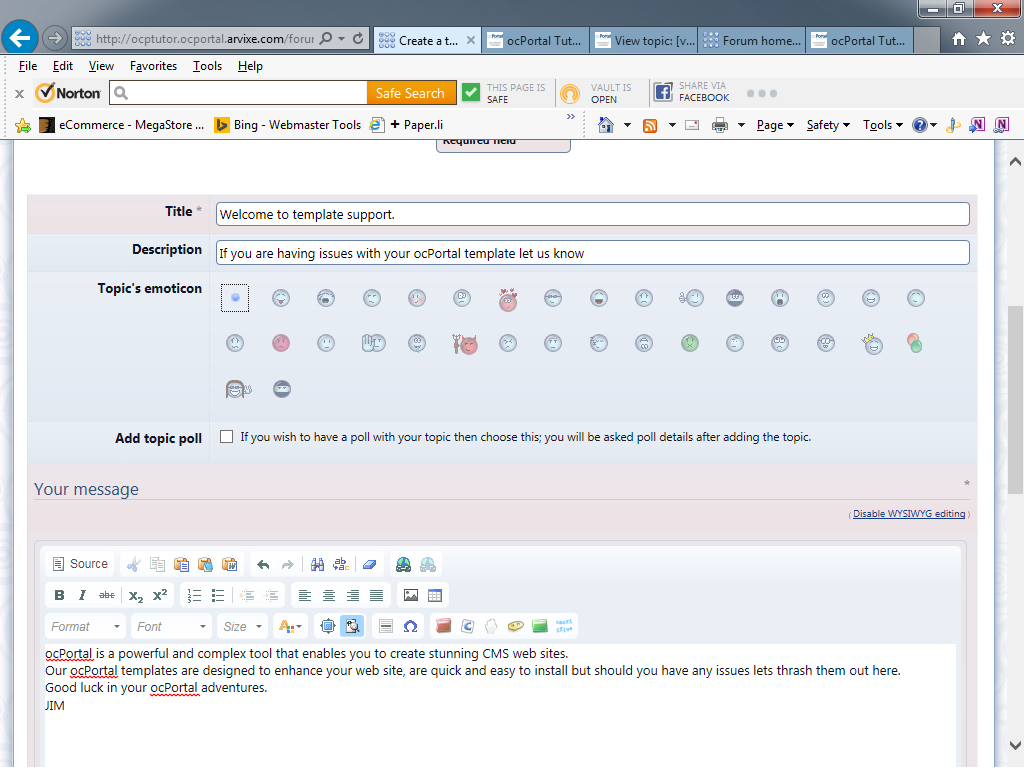 http://ocptutor.ocportal.arvixe.com/forur
Create a t...
ocPortal Tut...
View topic: [v...
Forum home...
ocPortal Tut...
File Edit View Favorites Tools Help
x Norton Safe Search THIS PAGE IS SAFE VAULT IS OPEN SHARE VIA FACEBOOK
eCommerce - MegaStore ... Bing - Webmaster Tools + Paper.li » Page Safety Tools
Required field
Title *
Welcome to template support.
Description
If you are having issues with your ocPortal template let us know
Topic's emoticon
Add topic poll
If you wish to have a poll with your topic then choose this; you will be asked poll details after adding the topic.
Your message *
( Disable WYSIWYG editing )
Source
B I abc x₂ x²
Format Font Size A
ocPortal is a powerful and complex tool that enables you to create stunning CMS web sites.
Our ocPortal templates are designed to enhance your web site, are quick and easy to install but should you have any issues lets thrash them out here.
Good luck in your ocPortal adventures.
JIM